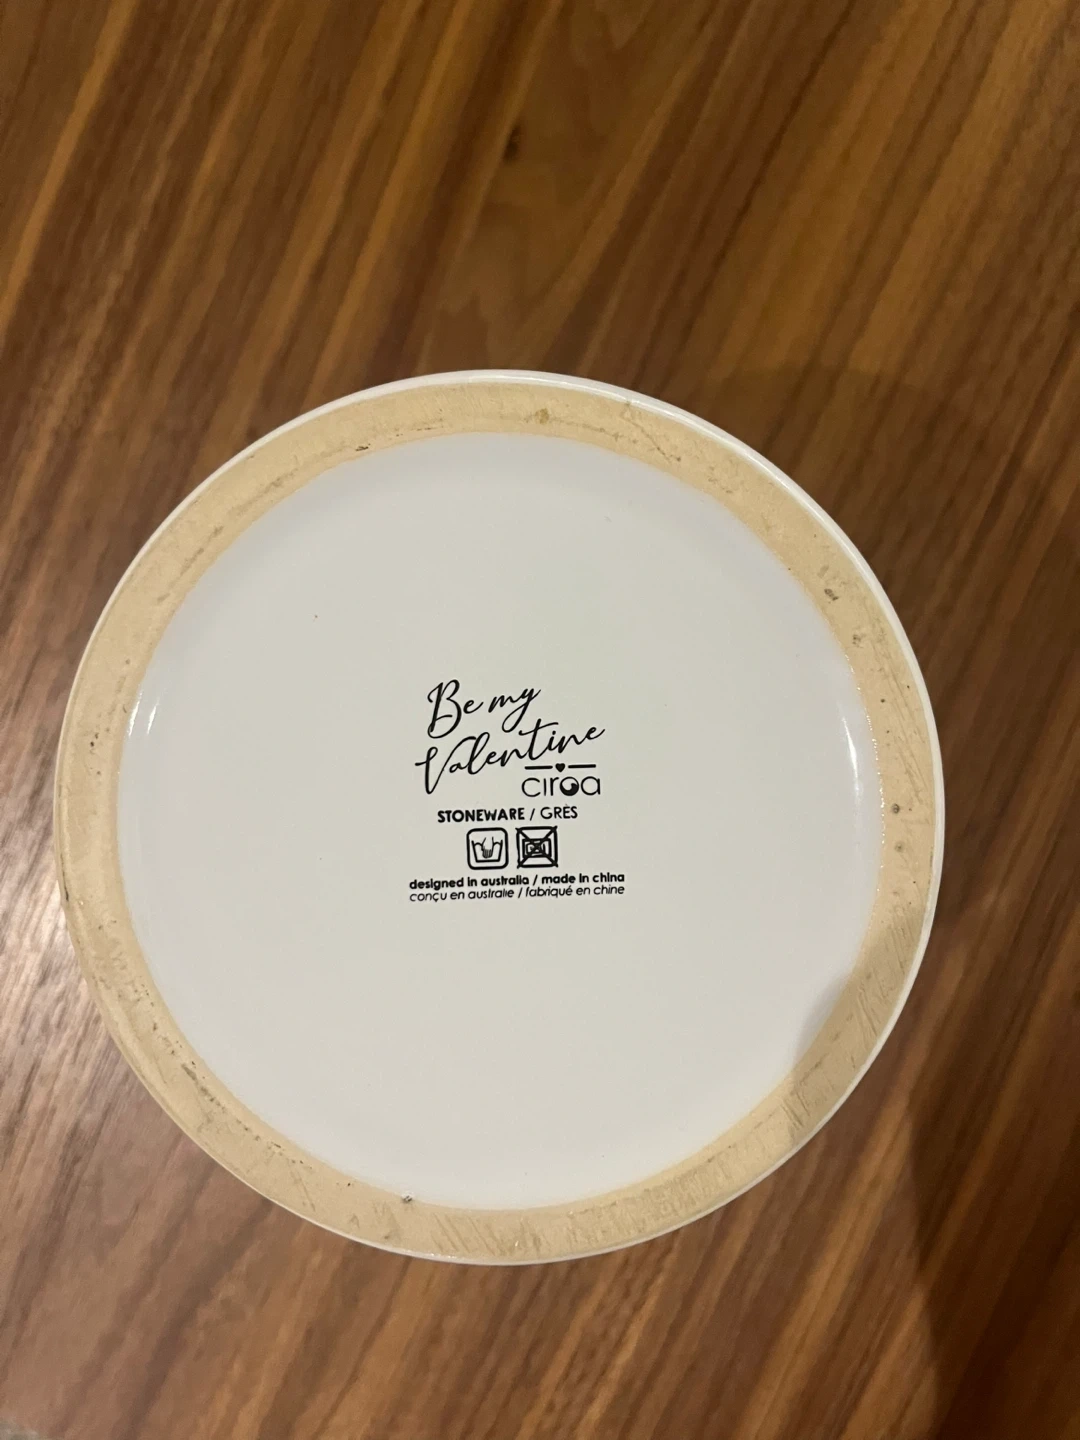 Be my
Valentine
ciroa
STONEWARE / GRÈS
designed in australia / made in china
conçu en australie / fabriqué en chine